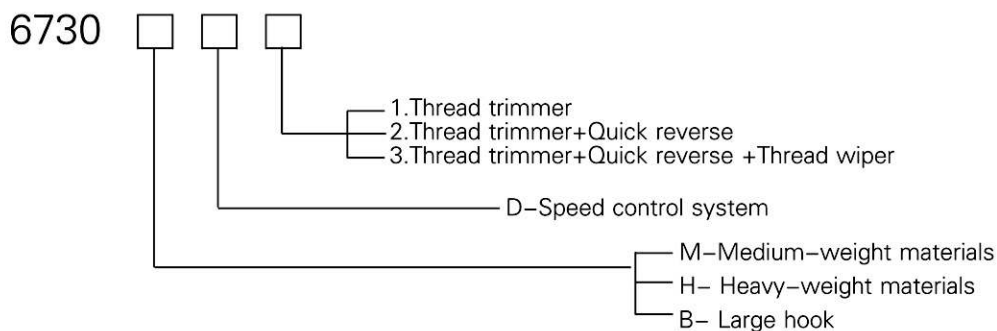 6730
1.Thread trimmer
2.Thread trimmer+Quick reverse
3.Thread trimmer+Quick reverse +Thread wiper
D-Speed control system
M-Medium-weight materials
H- Heavy-weight materials
B- Large hook